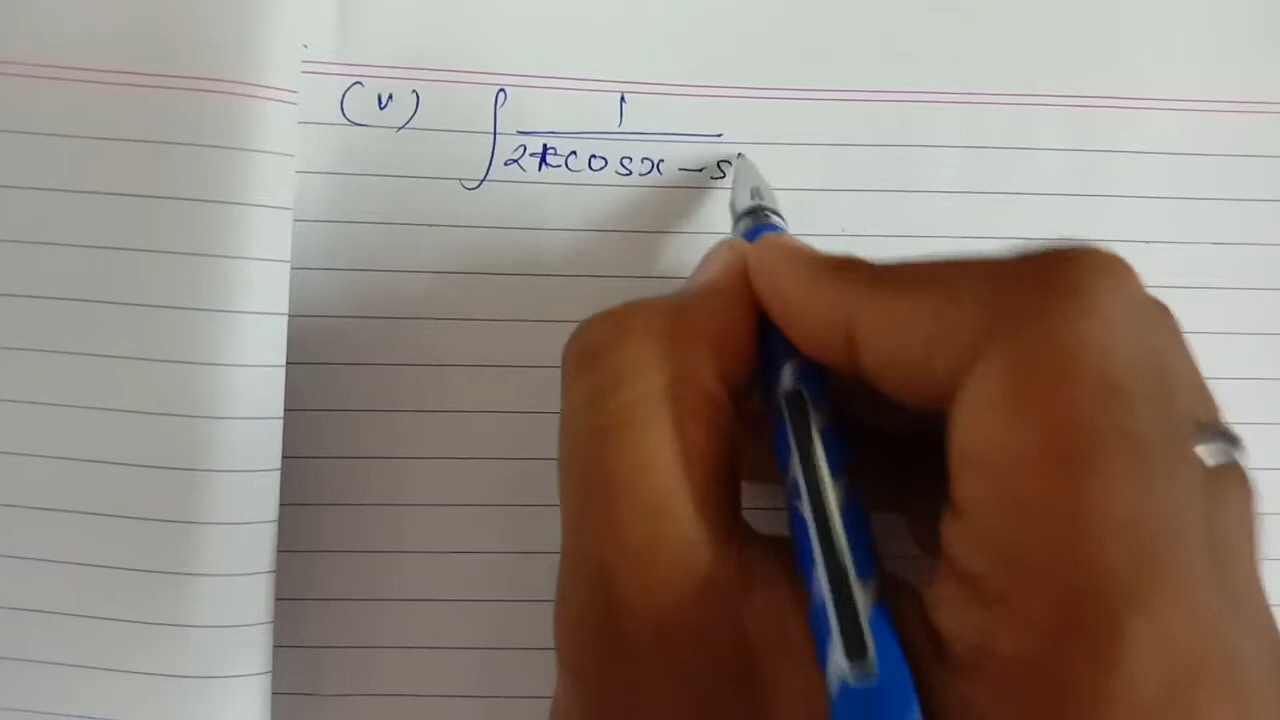 (v) ∫ 1
2+cosx - s